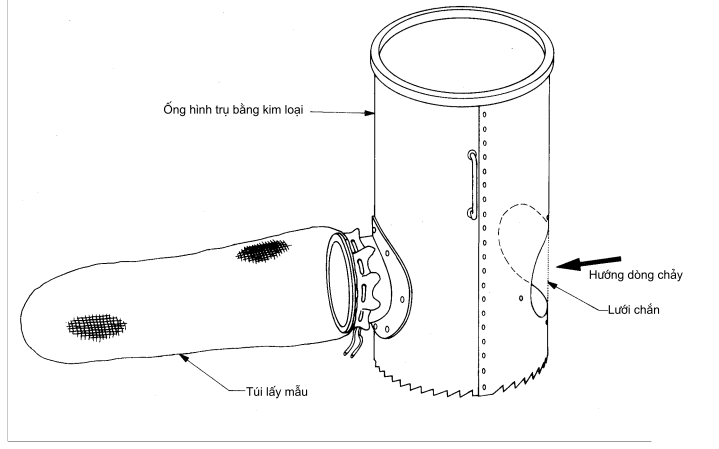 Ống hình trụ bằng kim loại
Hướng dòng chảy
Lưới chắn
Túi lấy mẫu